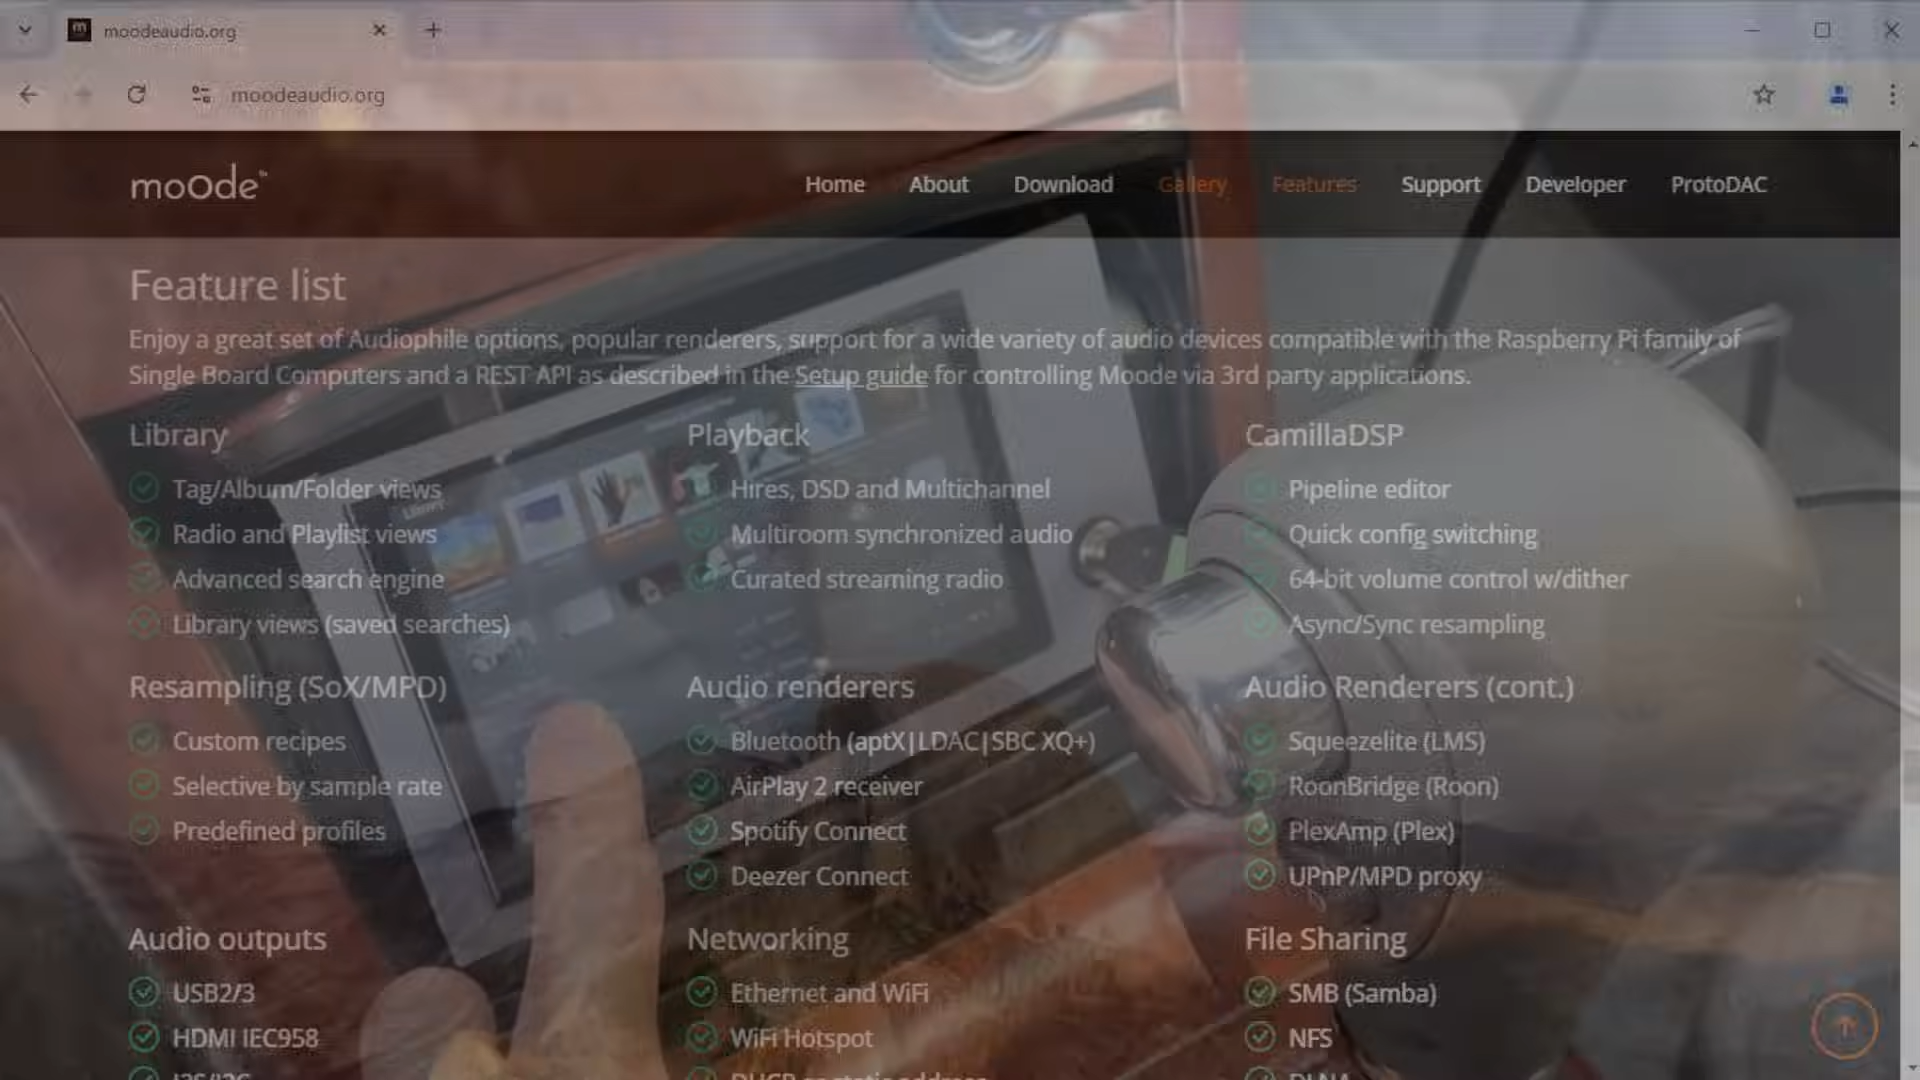 moodeaudio.org
moodeaudio.org
moOde™
Home About Download Gallery Features Support Developer ProtoDAC
Feature list
Enjoy a great set of Audiophile options, popular renderers, support for a wide variety of audio devices compatible with the Raspberry Pi family of
Single Board Computers and a REST API as described in the Setup guide for controlling Moode via 3rd party applications.
Library
Tag/Album/Folder views
Radio and Playlist views
Advanced search engine
Library views (saved searches)
Playback
Hires, DSD and Multichannel
Multiroom synchronized audio
Curated streaming radio
CamillaDSP
Pipeline editor
Quick config switching
64-bit volume control w/dither
Async/Sync resampling
Resampling (SoX/MPD)
Custom recipes
Selective by sample rate
Predefined profiles
Audio renderers
Bluetooth (aptX|LDAC|SBC XQ+)
AirPlay 2 receiver
Spotify Connect
Deezer Connect
Audio Renderers (cont.)
Squeezelite (LMS)
RoonBridge (Roon)
PlexAmp (Plex)
UPnP/MPD proxy
Audio outputs
USB2/3
HDMI IEC958
Networking
Ethernet and WiFi
WiFi Hotspot
File Sharing
SMB (Samba)
NFS